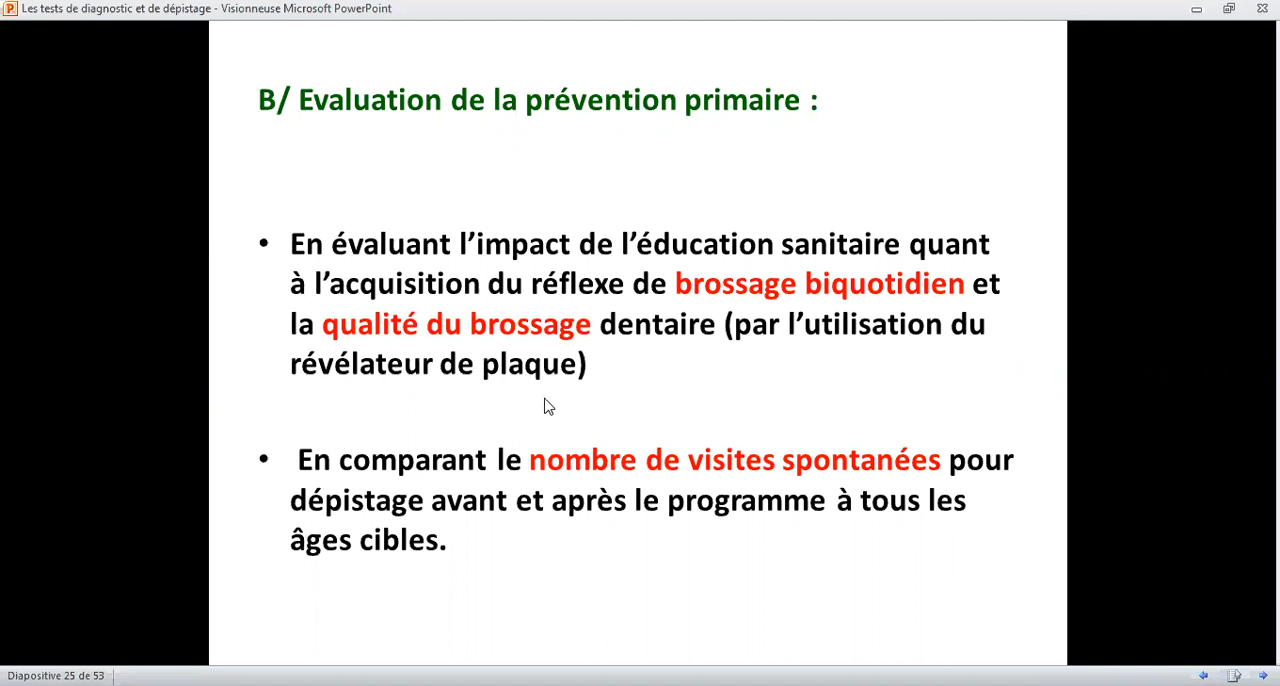 Les tests de diagnostic et de dépistage - Visionneuse Microsoft PowerPoint
B/ Evaluation de la prévention primaire :
• En évaluant l’impact de l’éducation sanitaire quant
à l’acquisition du réflexe de brossage biquotidien et
la qualité du brossage dentaire (par l’utilisation du
révélateur de plaque)
• En comparant le nombre de visites spontanées pour
dépistage avant et après le programme à tous les
âges cibles.
Diapositive 25 de 53